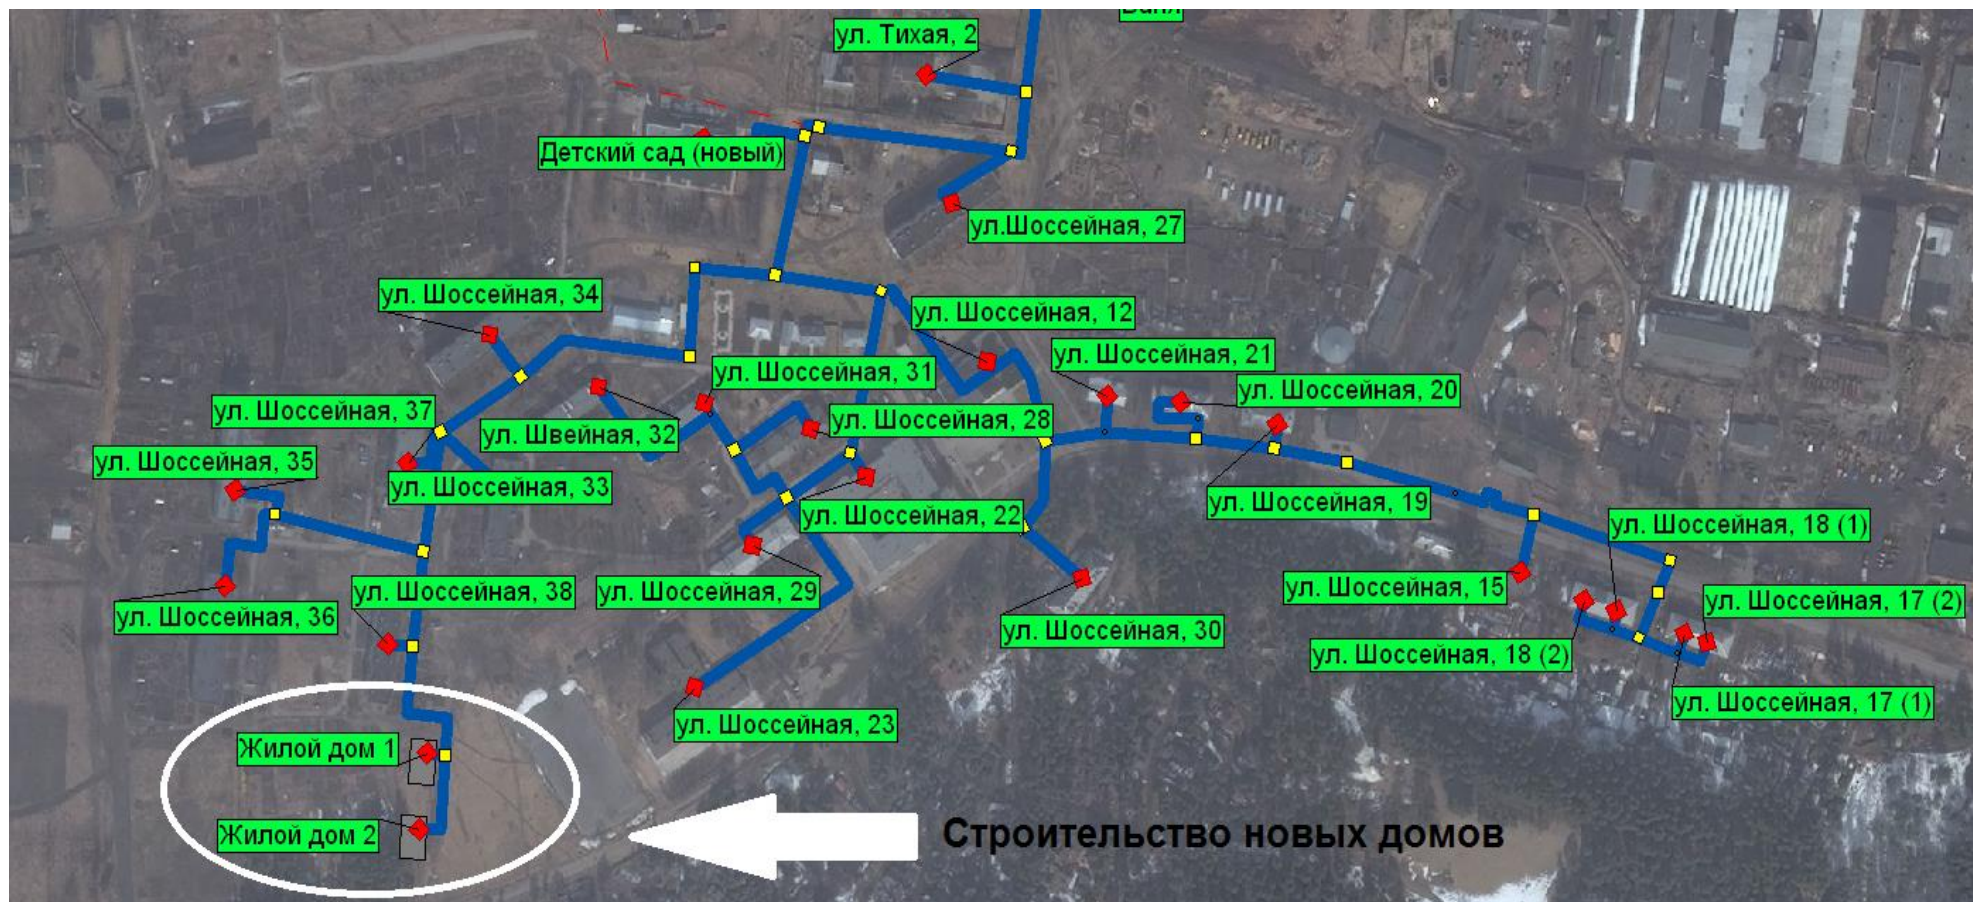 Баня
ул. Тихая, 2
Детский сад (новый)
ул.Шоссейная, 27
ул. Шоссейная, 34
ул. Шоссейная, 12
ул. Шоссейная, 21
ул. Шоссейная, 31
ул. Шоссейная, 20
ул. Шоссейная, 37
ул. Швейная, 32
ул. Шоссейная, 28
ул. Шоссейная, 35
ул. Шоссейная, 33
ул. Шоссейная, 19
ул. Шоссейная, 22
ул. Шоссейная, 18 (1)
ул. Шоссейная, 38
ул. Шоссейная, 29
ул. Шоссейная, 15
ул. Шоссейная, 17 (2)
ул. Шоссейная, 36
ул. Шоссейная, 30
ул. Шоссейная, 18 (2)
ул. Шоссейная, 17 (1)
ул. Шоссейная, 23
Жилой дом 1
Жилой дом 2
Строительство новых домов